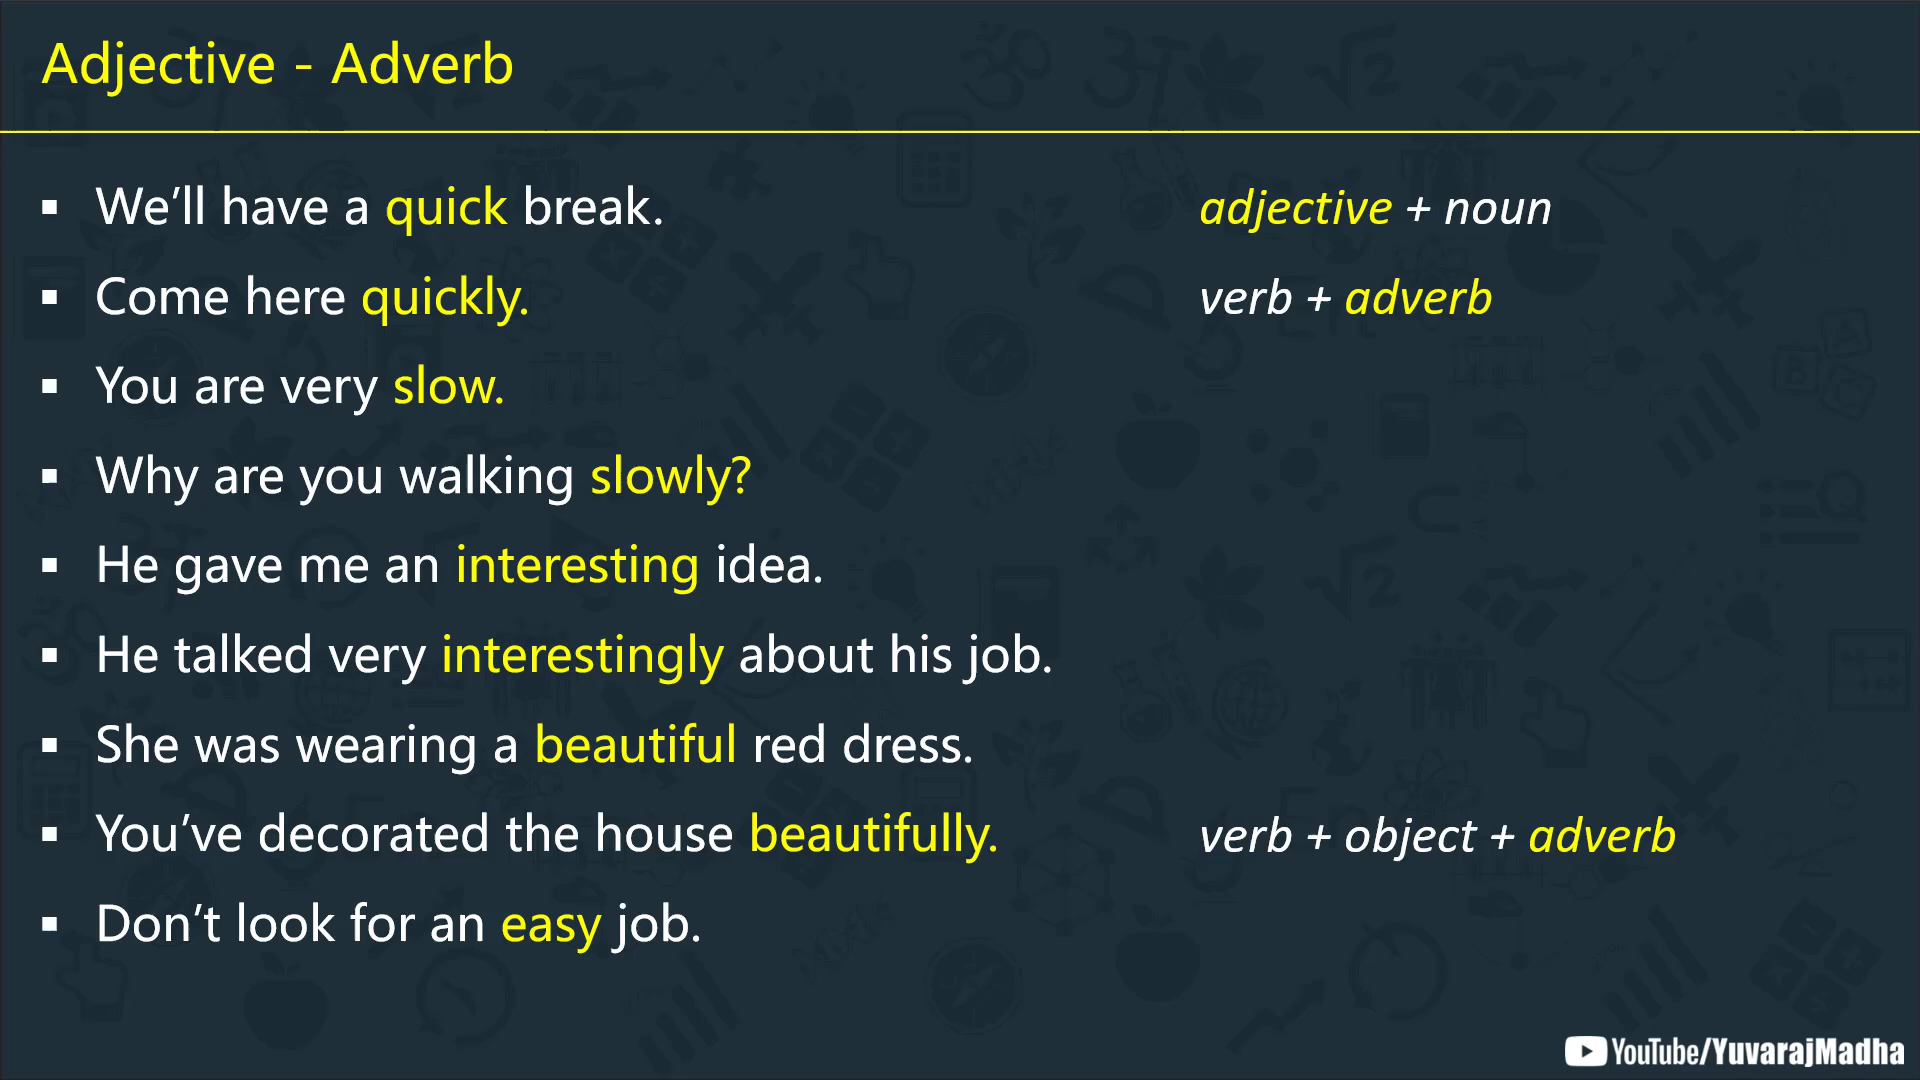 Adjective - Adverb
▪ We’ll have a quick break. adjective + noun
▪ Come here quickly. verb + adverb
▪ You are very slow.
▪ Why are you walking slowly?
▪ He gave me an interesting idea.
▪ He talked very interestingly about his job.
▪ She was wearing a beautiful red dress.
▪ You’ve decorated the house beautifully. verb + object + adverb
▪ Don’t look for an easy job.
YouTube/YuvarajMadha